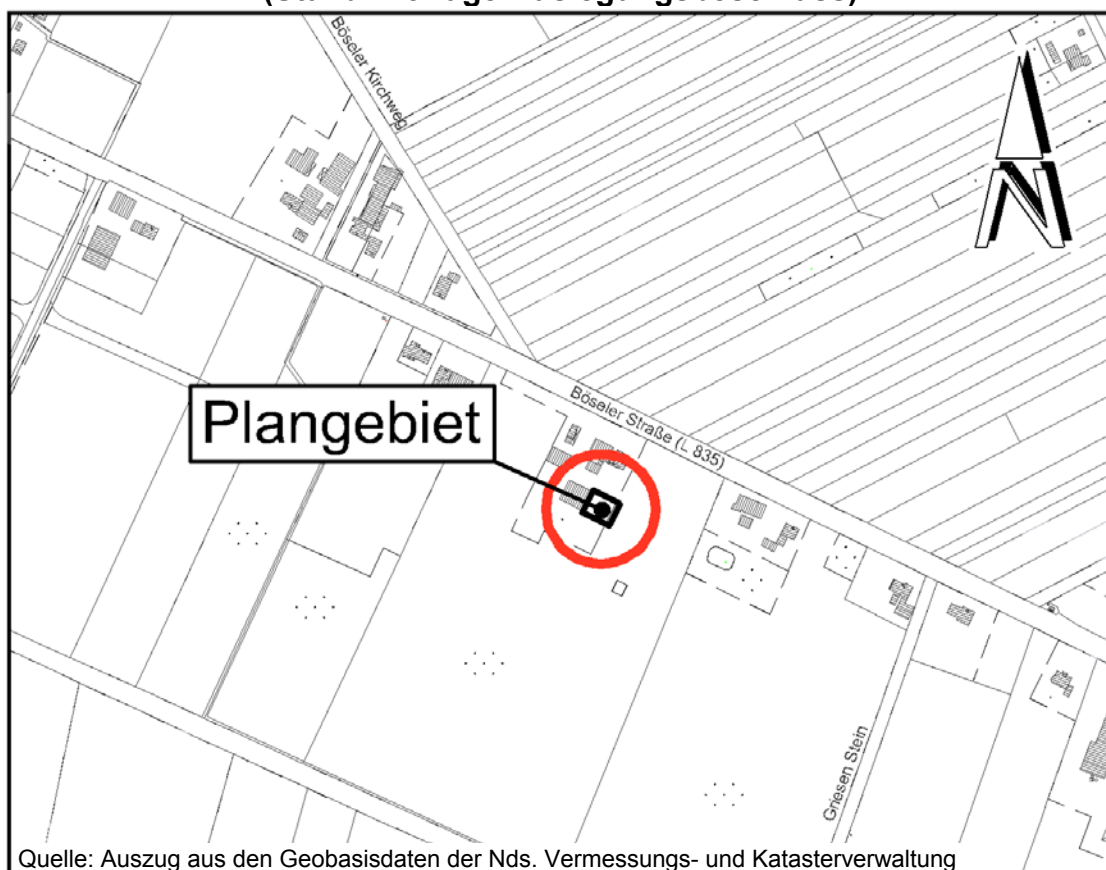 Böseler Kirchweg
N
Böseler Straße (L 835)
Plangebiet
Griesen Stein
Quelle: Auszug aus den Geobasisdaten der Nds. Vermessungs- und Katasterverwaltung